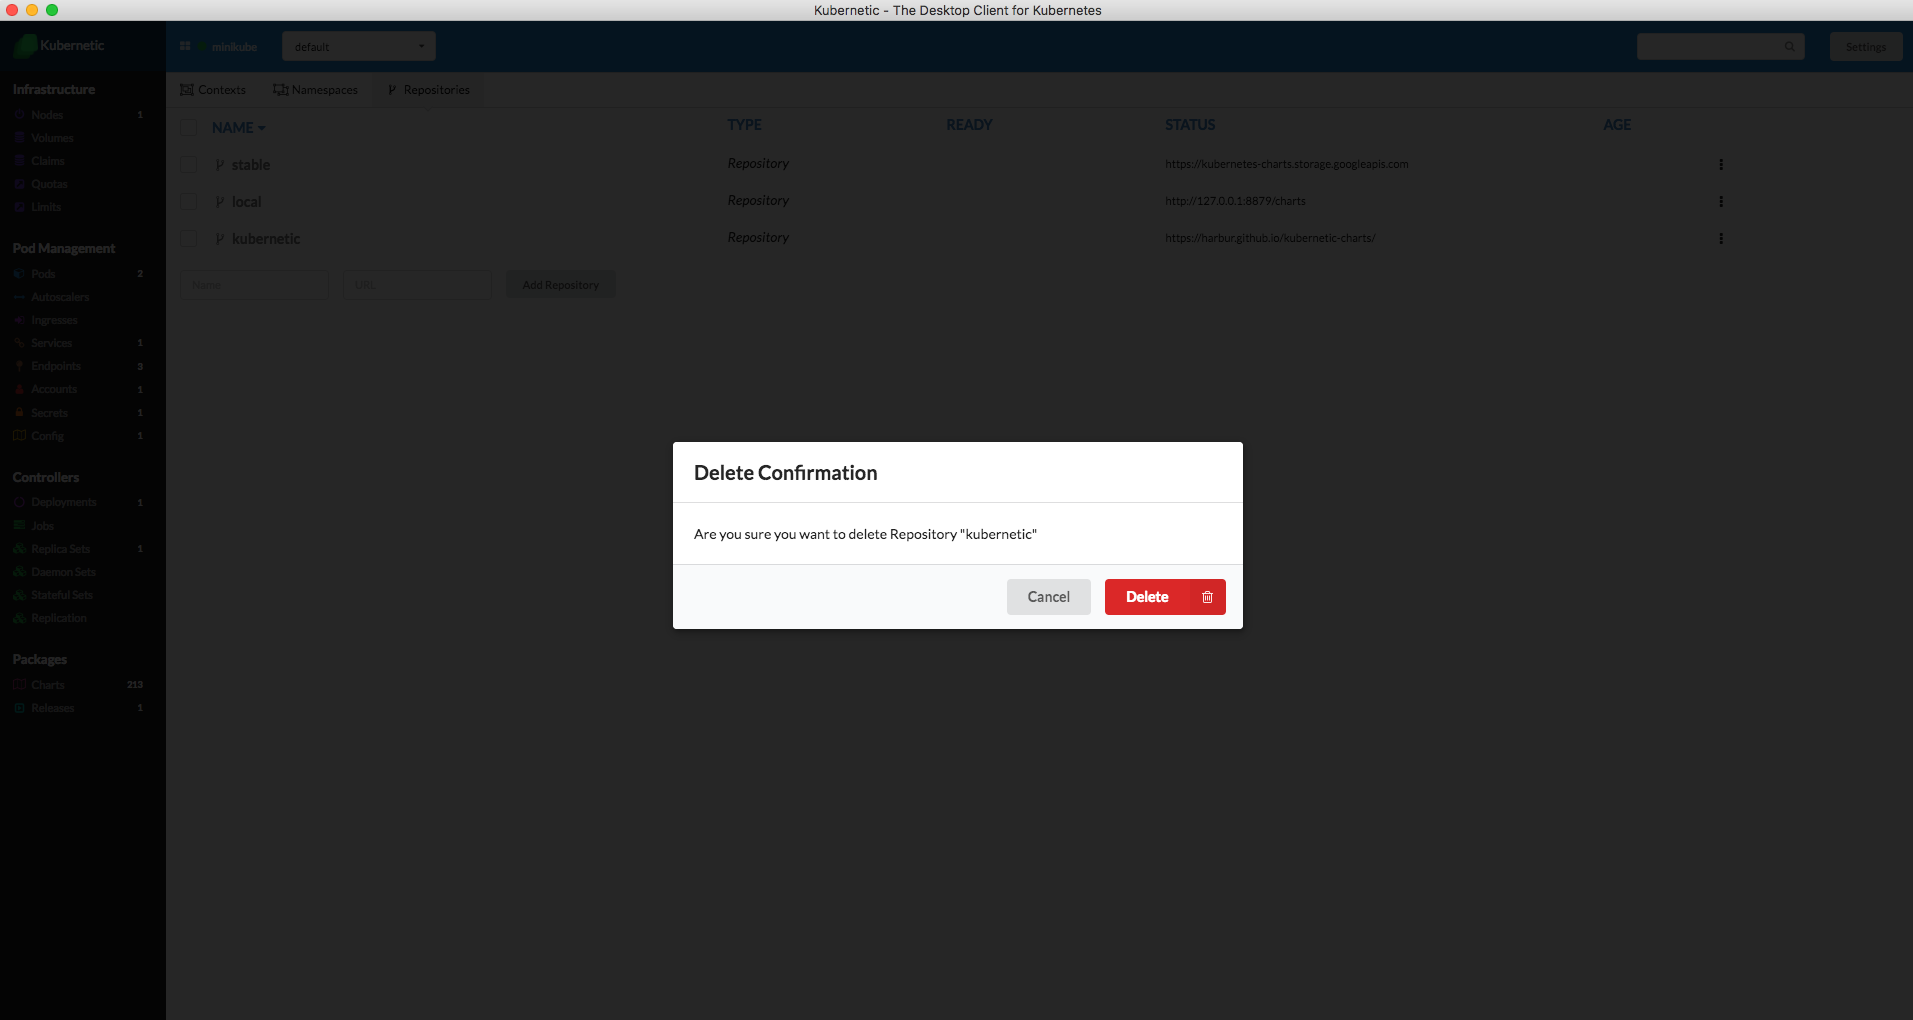 Kubernetic - The Desktop Client for Kubernetes
Kubernetic
minikube
default
Settings
Contexts
Namespaces
Repositories
Infrastructure
Nodes 1
Volumes
Claims
Quotas
Limits
Pod Management
Pods 2
Autoscalers
Ingresses
Services 1
Endpoints 3
Accounts 1
Secrets 1
Config 1
Controllers
Deployments 1
Jobs
Replica Sets 1
Daemon Sets
Stateful Sets
Replication
Packages
Charts 213
Releases 1
NAME TYPE READY STATUS AGE
stable Repository https://kubernetes-charts.storage.googleapis.com
local Repository http://127.0.0.1:8879/charts
kubernetic Repository https://harbur.github.io/kubernetic-charts/
Name URL Add Repository
Delete Confirmation
Are you sure you want to delete Repository "kubernetic"
Cancel Delete